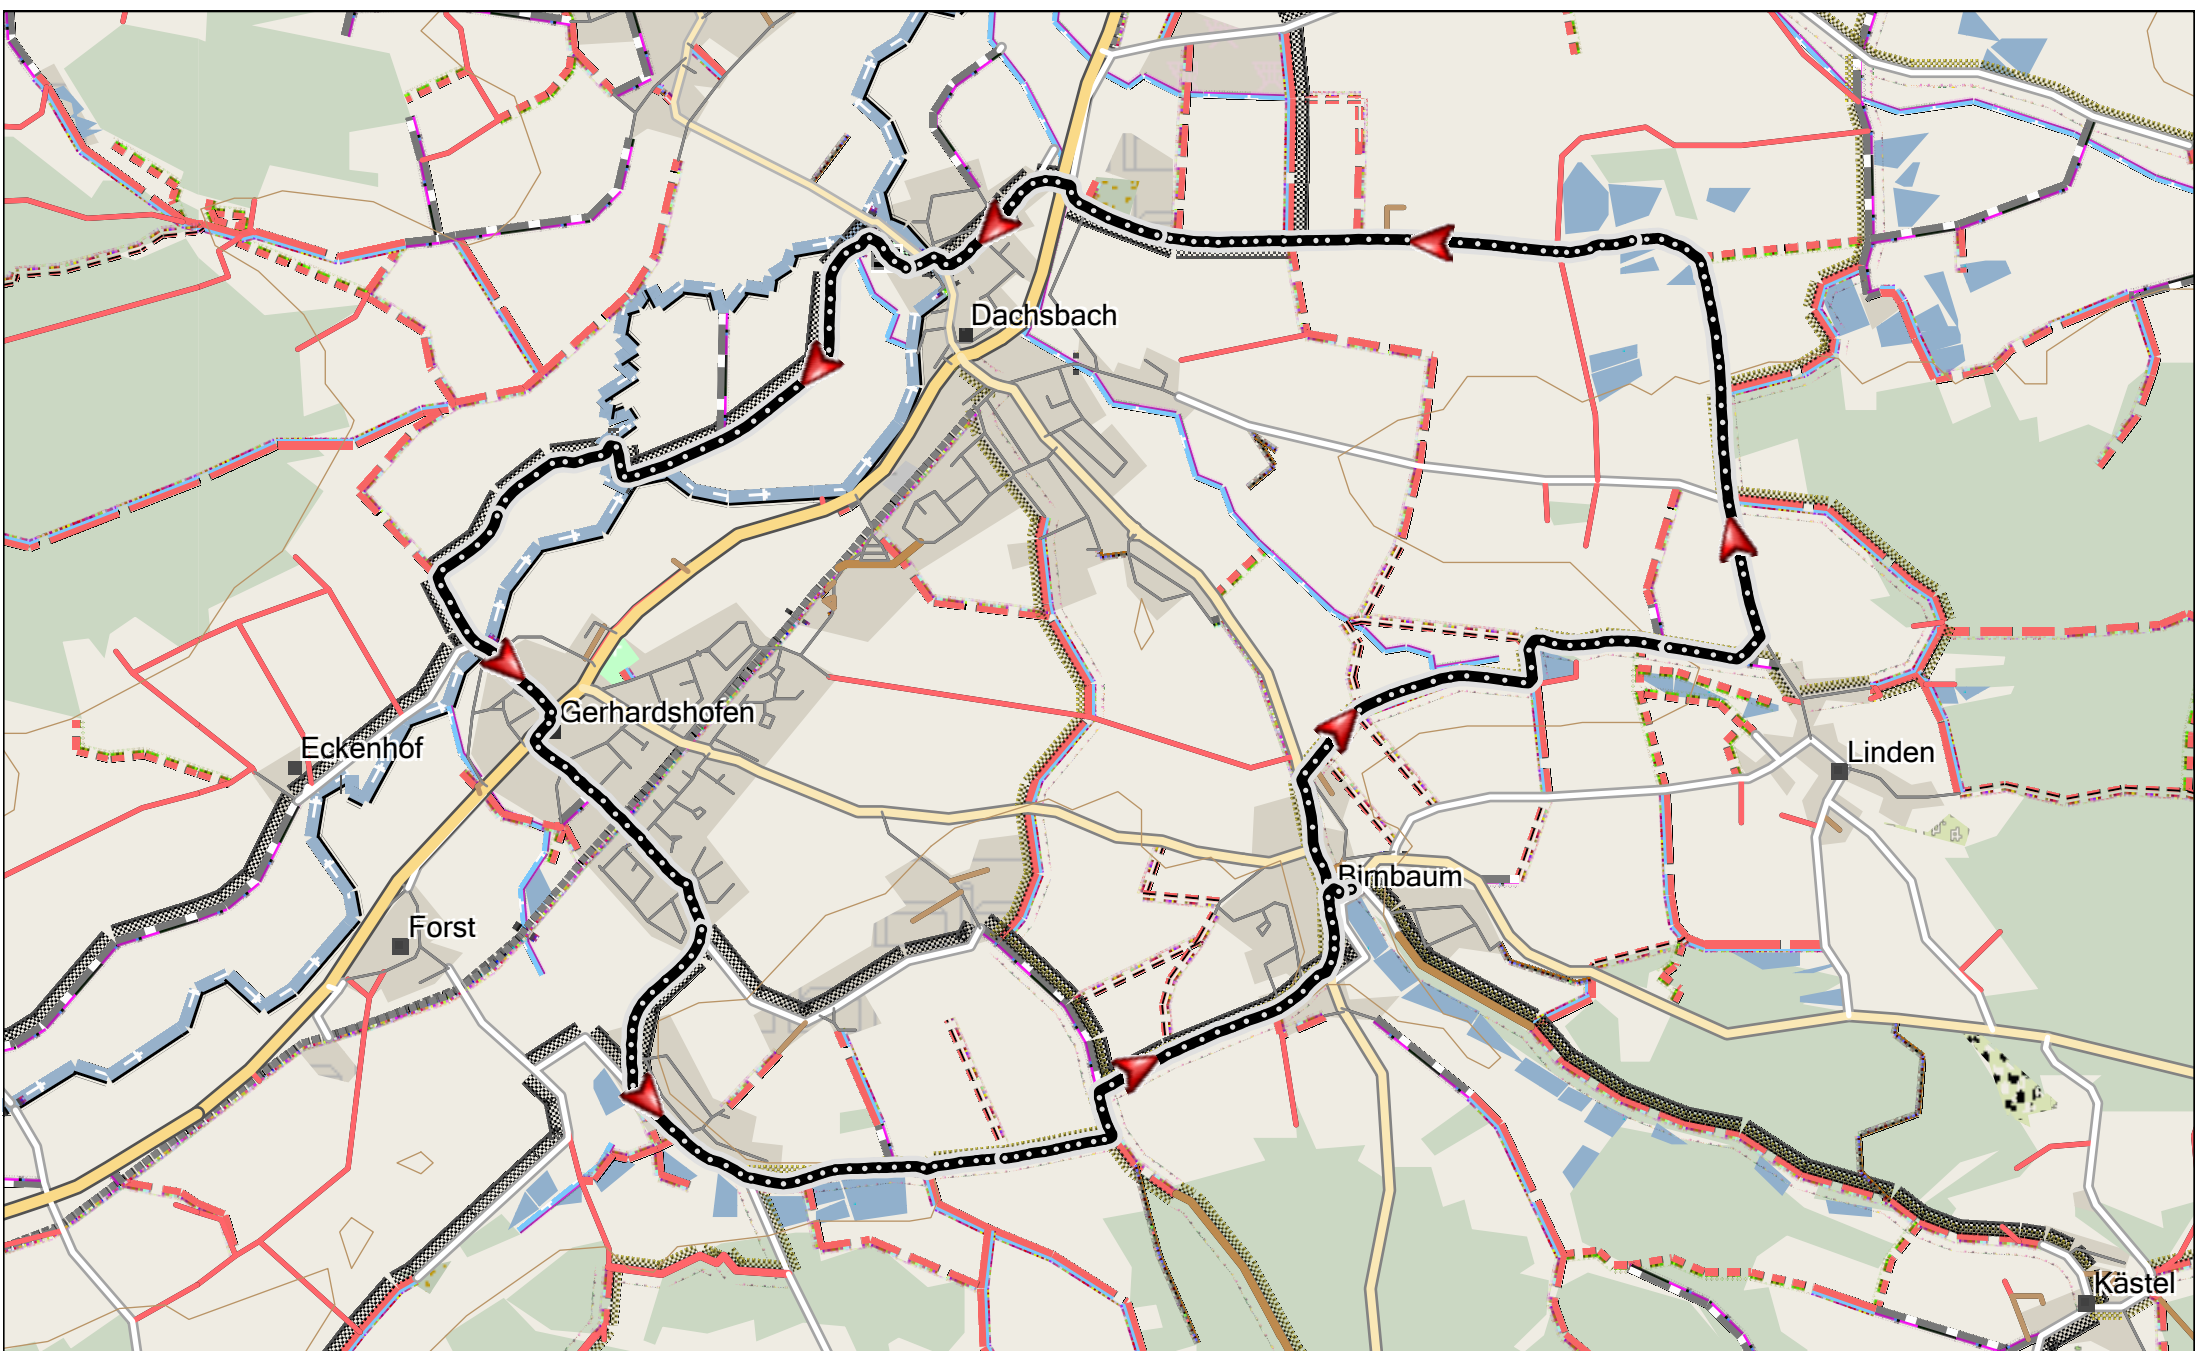 Dachsbach
Gerhardshofen
Eckenhof
Linden
Birnbaum
Forst
Kästel